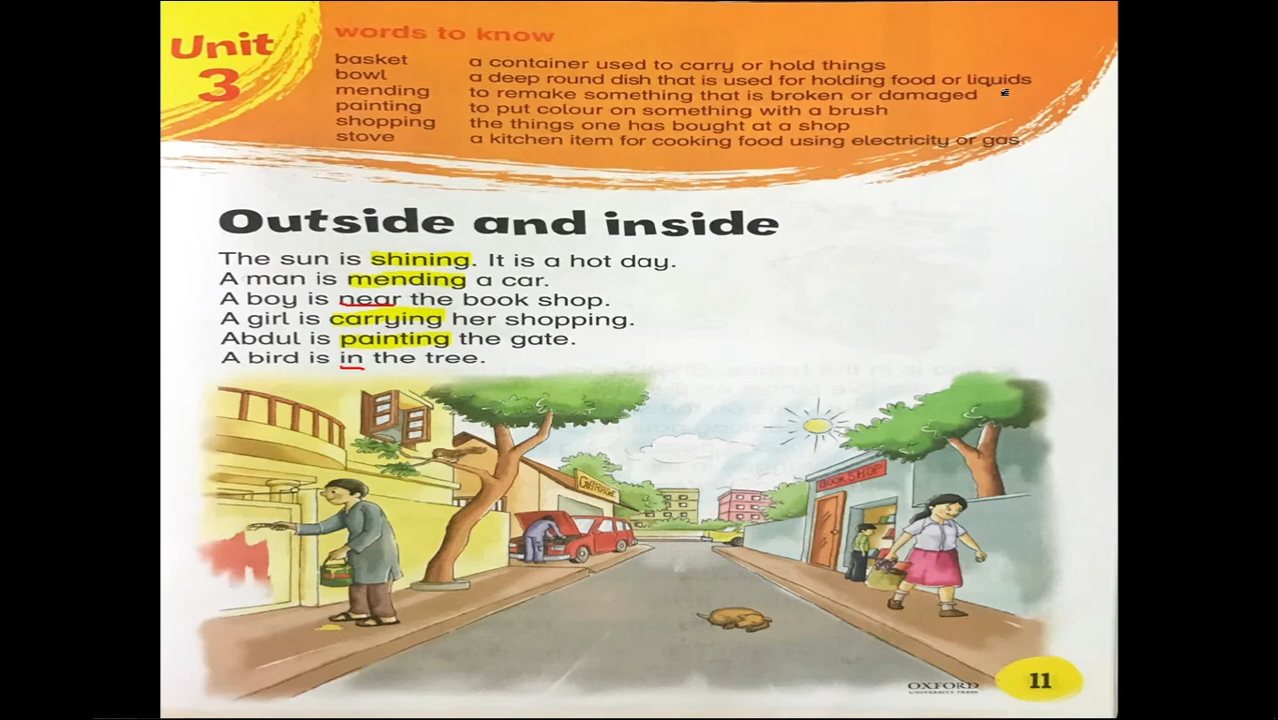 Unit
3
words to know
basket a container used to carry or hold things
bowl a deep round dish that is used for holding food or liquids
mending to remake something that is broken or damaged
painting to put colour on something with a brush
shopping the things one has bought at a shop
stove a kitchen item for cooking food using electricity or gas
Outside and inside
The sun is shining. It is a hot day.
A man is mending a car.
A boy is near the book shop.
A girl is carrying her shopping.
Abdul is painting the gate.
A bird is in the tree.
GARAGE
BOOK SHOP
OXFORD
UNIVERSITY PRESS
11